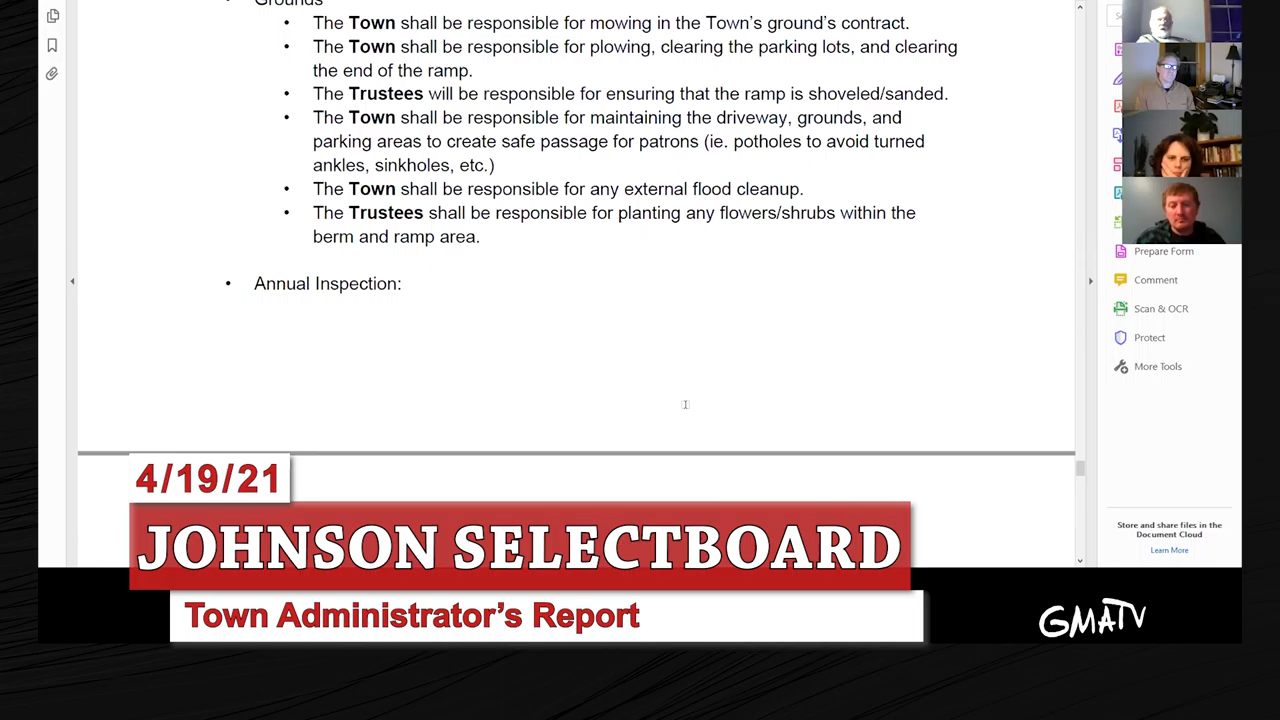 Grounds
• The Town shall be responsible for mowing in the Town's ground's contract.
• The Town shall be responsible for plowing, clearing the parking lots, and clearing
the end of the ramp.
• The Trustees will be responsible for ensuring that the ramp is shoveled/sanded.
• The Town shall be responsible for maintaining the driveway, grounds, and
parking areas to create safe passage for patrons (ie. potholes to avoid turned
ankles, sinkholes, etc.)
• The Town shall be responsible for any external flood cleanup.
• The Trustees shall be responsible for planting any flowers/shrubs within the
berm and ramp area.
• Annual Inspection:
Prepare Form
Comment
Scan & OCR
Protect
More Tools
Store and share files in the
Document Cloud
Learn More
4/19/21
JOHNSON SELECTBOARD
Town Administrator's Report
GMATV